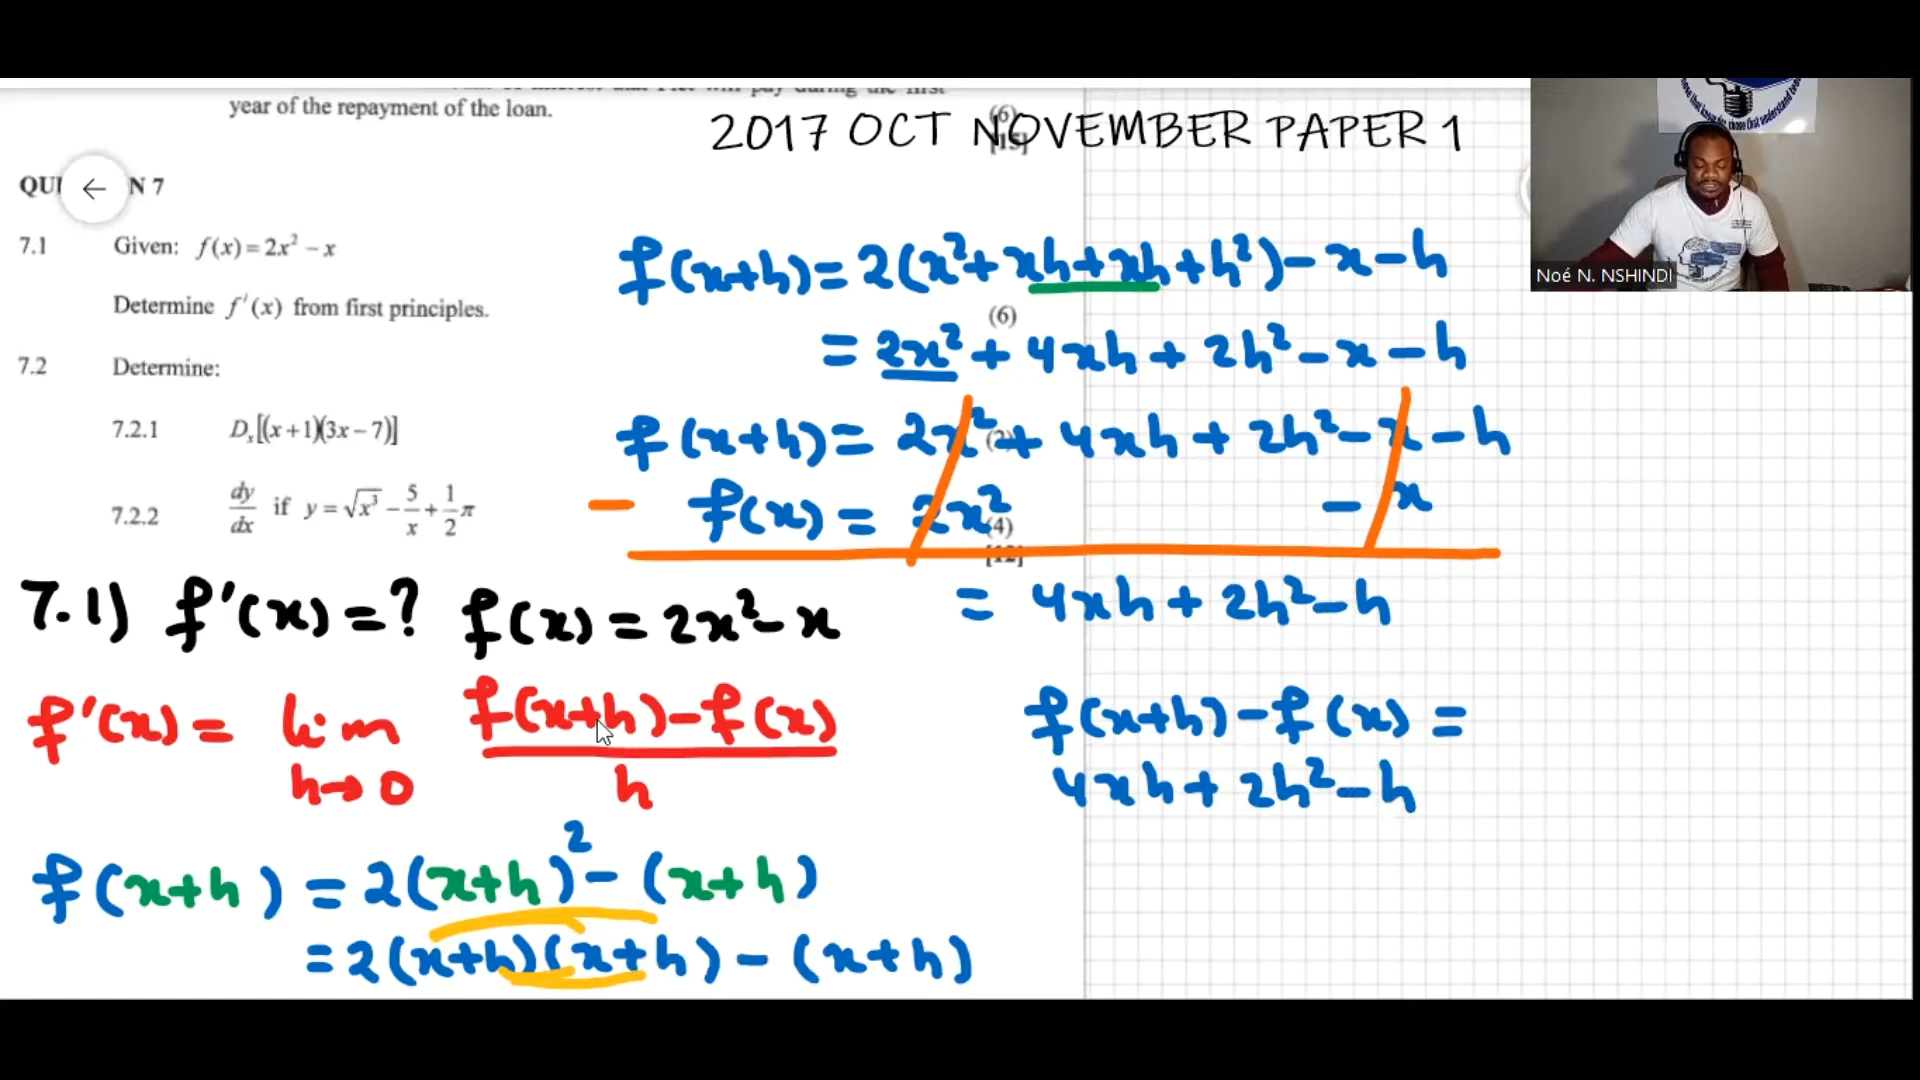 year of the repayment of the loan.
(6)
[15]
2017 OCT NOVEMBER PAPER 1
N 7
7.1 Given: f(x) = 2x² – x
Determine f'(x) from first principles.
(6)
7.2 Determine:
7.2.1 Dₓ[(x+1)(3x–7)]
7.2.2 dy/dx if y = √x³ – 5/x + 1/2 π
(4)
[12]
7.1) f'(x)=? f(x) = 2x²–x
f'(x) = lim h→0 f(x+h)–f(x) / h
f(x+h) = 2(x+h)² – (x+h)
= 2(x+h)(x+h) – (x+h)
f(x+h) = 2(x²+xh+xh+h²)–x–h
= 2x² + 4xh + 2h² – x – h
f(x+h) = 2x² + 4xh + 2h² – x – h
– f(x) = 2x² – x
= 4xh + 2h² – h
f(x+h) – f(x) =
4xh + 2h² – h
Noé N. NSHINDI